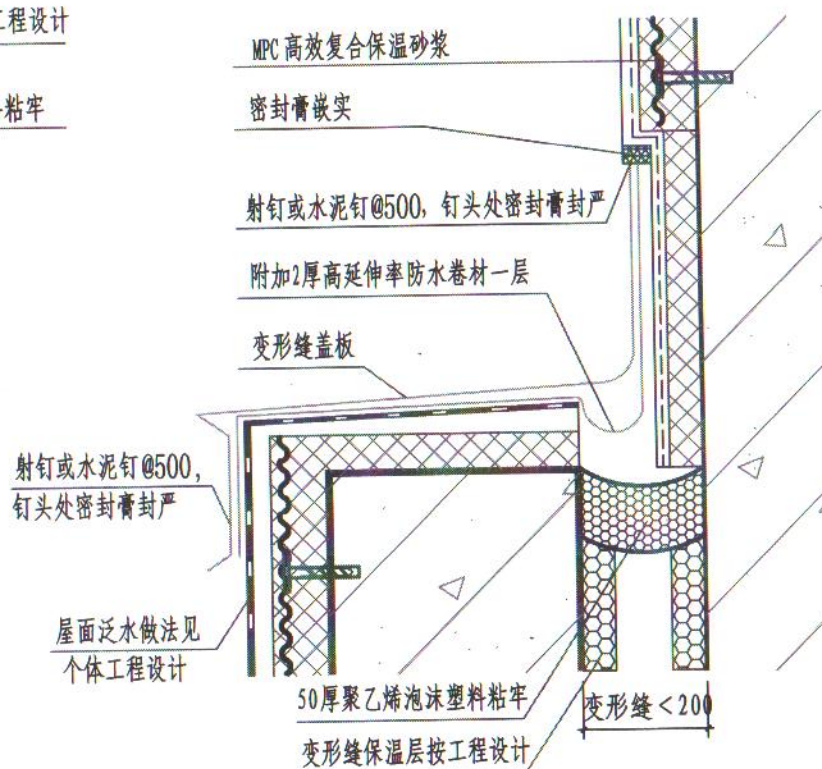 工程设计
粘牢
MPC高效复合保温砂浆
密封膏嵌实
射钉或水泥钉@500，钉头处密封膏封严
附加2厚高延伸率防水卷材一层
变形缝盖板
射钉或水泥钉@500，
钉头处密封膏封严
屋面泛水做法见
个体工程设计
50厚聚乙烯泡沫塑料粘牢
变形缝保温层按工程设计
变形缝<200